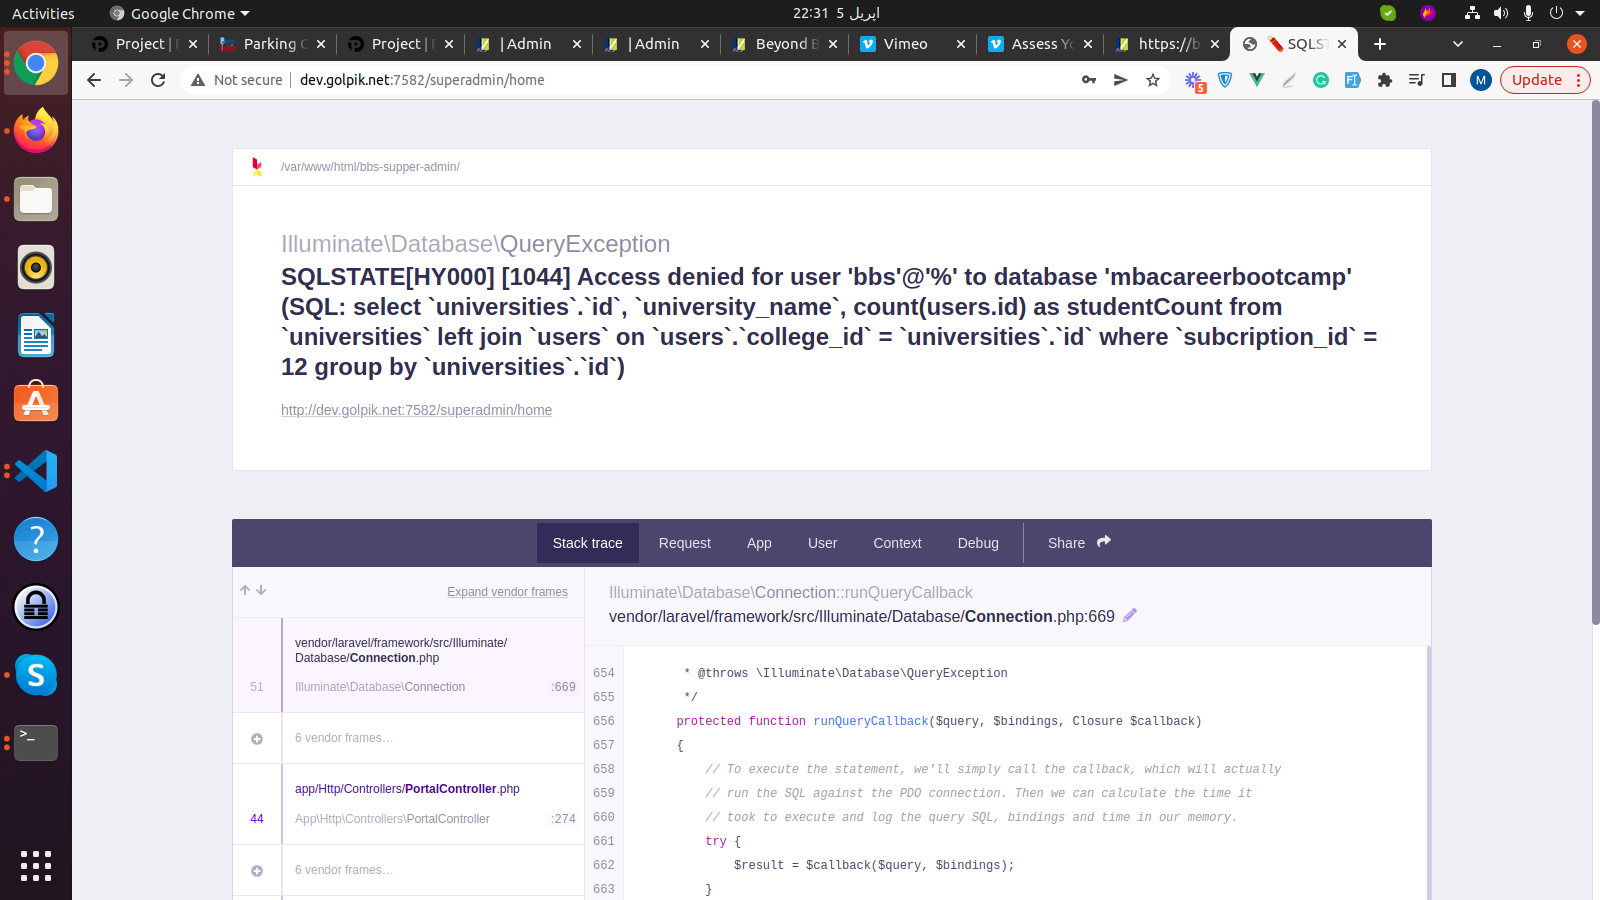 Activities
Google Chrome
22:31 5 اپریل
Project |
Parking
Project |
| Admin
| Admin
Beyond B
Vimeo
Assess Yo
https://b
SQLST
Not secure
dev.golpik.net:7582/superadmin/home
5
M
Update
/var/www/html/bbs-supper-admin/
Illuminate\Database\QueryException
SQLSTATE[HY000] [1044] Access denied for user 'bbs'@'%' to database 'mbacareerbootcamp'
(SQL: select `universities`.`id`, `university_name`, count(users.id) as studentCount from
`universities` left join `users` on `users`.`college_id` = `universities`.`id` where `subcription_id` =
12 group by `universities`.`id`)
http://dev.golpik.net:7582/superadmin/home
Stack trace
Request
App
User
Context
Debug
Share
Expand vendor frames
vendor/laravel/framework/src/Illuminate/
Database/Connection.php
51
Illuminate\Database\Connection
:669
6 vendor frames…
app/Http/Controllers/PortalController.php
44
App\Http\Controllers\PortalController
:274
6 vendor frames…
Illuminate\Database\Connection::runQueryCallback
vendor/laravel/framework/src/Illuminate/Database/Connection.php:669
654 * @throws \Illuminate\Database\QueryException
655 */
656 protected function runQueryCallback($query, $bindings, Closure $callback)
657 {
658 // To execute the statement, we'll simply call the callback, which will actually
659 // run the SQL against the PDO connection. Then we can calculate the time it
660 // took to execute and log the query SQL, bindings and time in our memory.
661 try {
662 $result = $callback($query, $bindings);
663 }